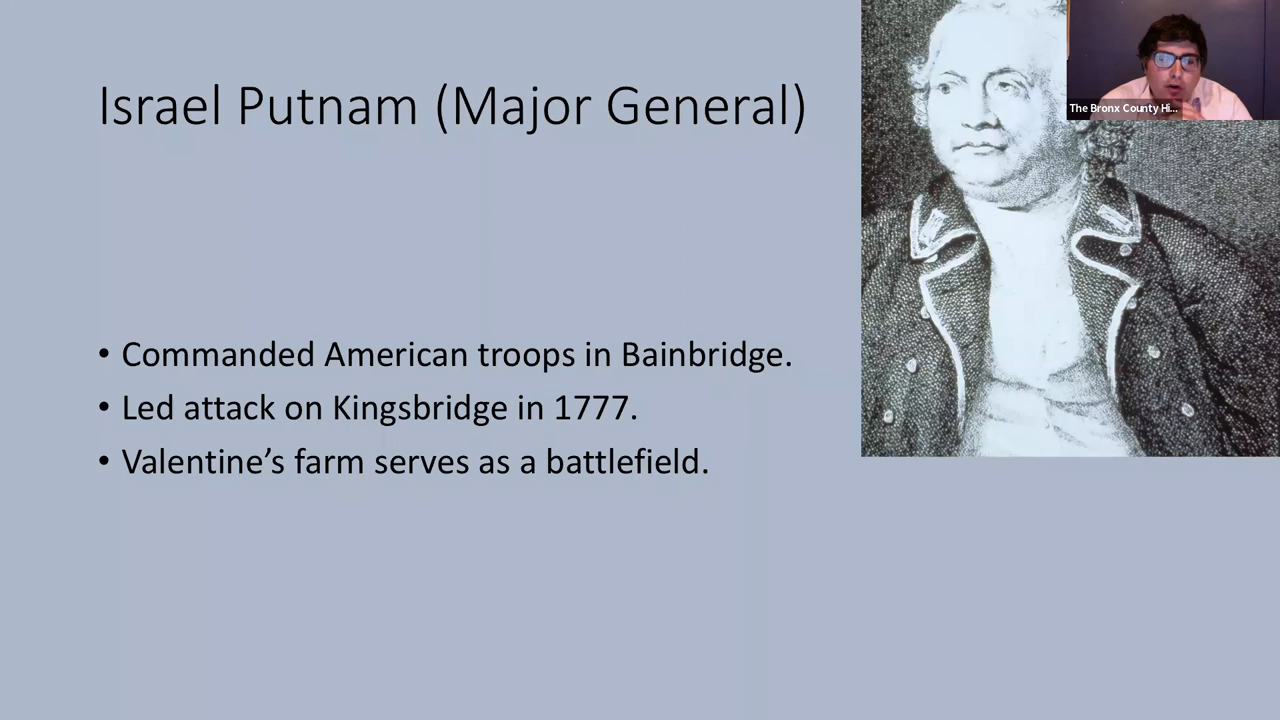 Israel Putnam (Major General)
The Bronx County Hi...
• Commanded American troops in Bainbridge.
• Led attack on Kingsbridge in 1777.
• Valentine’s farm serves as a battlefield.